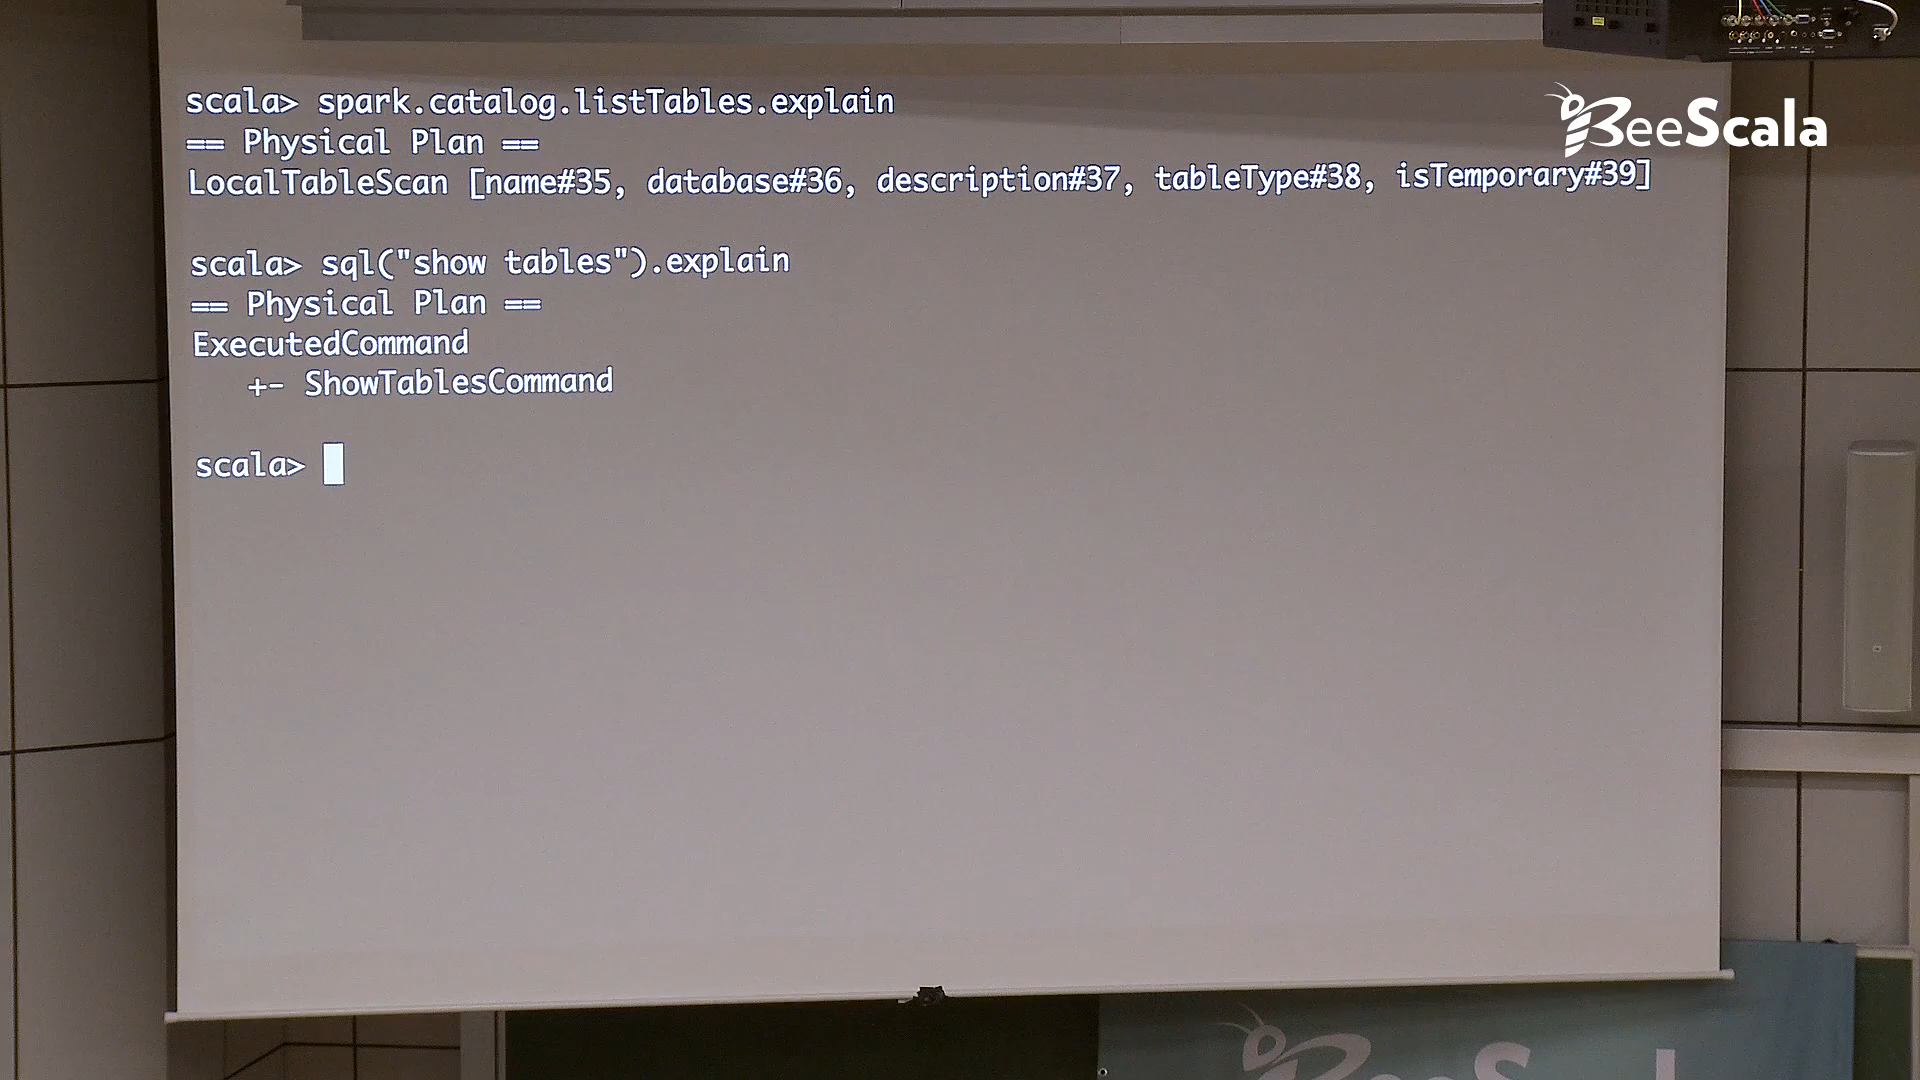 scala> spark.catalog.listTables.explain
== Physical Plan ==
LocalTableScan [name#35, database#36, description#37, tableType#38, isTemporary#39]
scala> sql("show tables").explain
== Physical Plan ==
ExecutedCommand
+- ShowTablesCommand
scala>
BeeScala